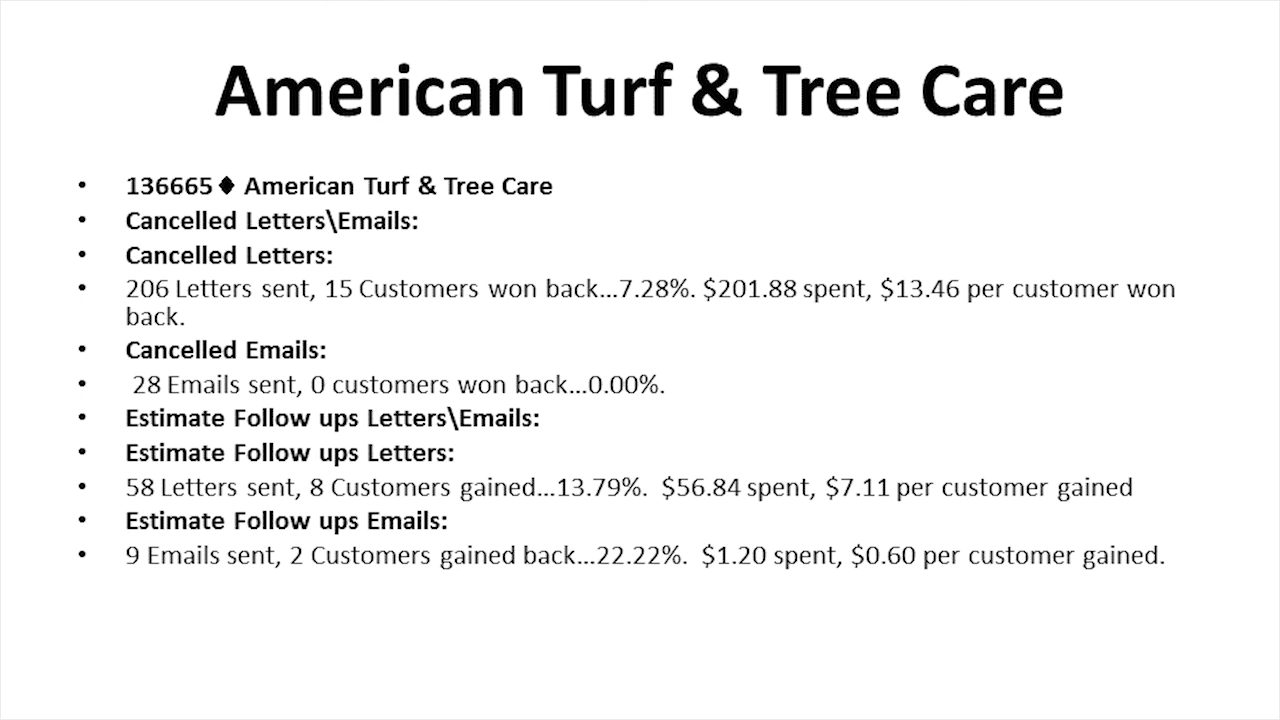 American Turf & Tree Care
• 136665♦ American Turf & Tree Care
• Cancelled Letters\Emails:
• Cancelled Letters:
• 206 Letters sent, 15 Customers won back...7.28%. $201.88 spent, $13.46 per customer won
back.
• Cancelled Emails:
• 28 Emails sent, 0 customers won back...0.00%.
• Estimate Follow ups Letters\Emails:
• Estimate Follow ups Letters:
• 58 Letters sent, 8 Customers gained...13.79%. $56.84 spent, $7.11 per customer gained
• Estimate Follow ups Emails:
• 9 Emails sent, 2 Customers gained back...22.22%. $1.20 spent, $0.60 per customer gained.